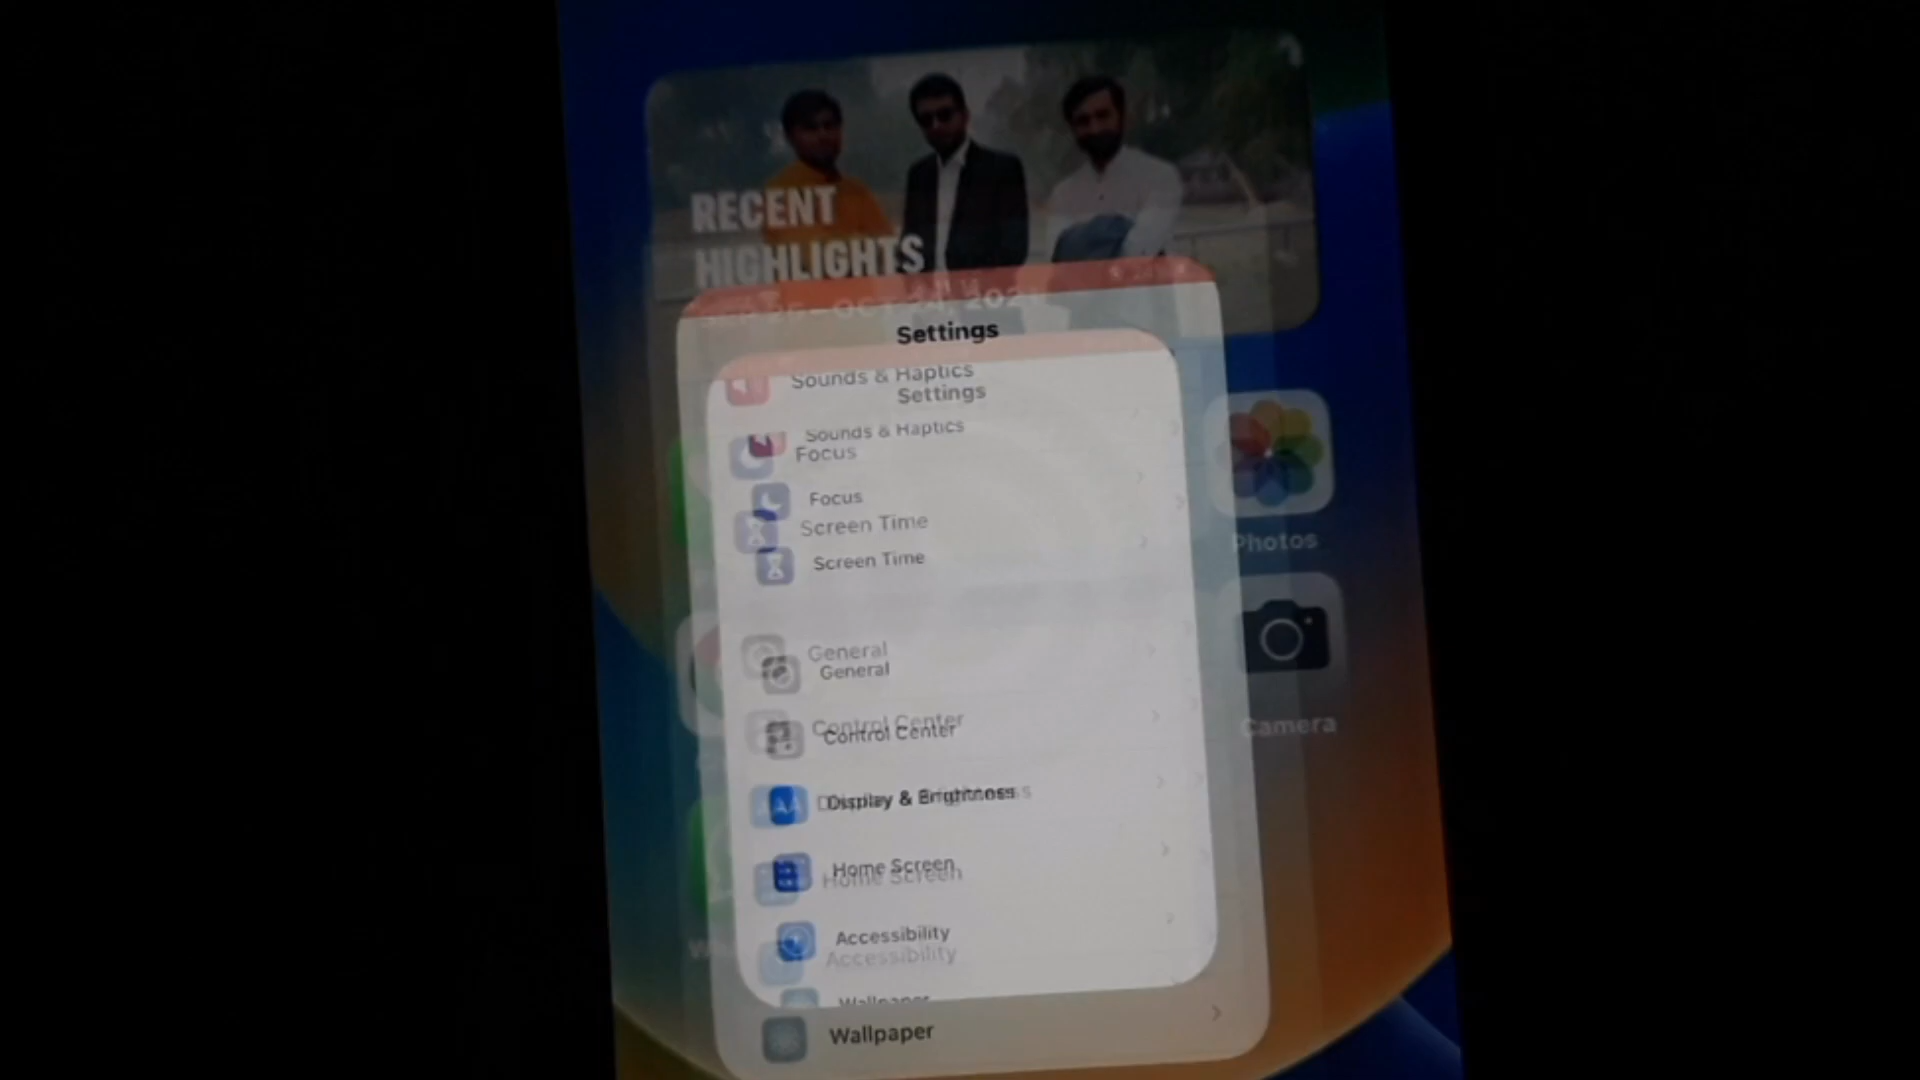 RECENT
HIGHLIGHTS
Settings
Sounds & Haptics
Settings
Sounds & Haptics
Focus
Focus
Screen Time
Screen Time
General
General
Control Center
Control Center
Display & Brightness
Home Screen
Home Screen
Accessibility
Accessibility
Wallpaper
Wallpaper
Photos
Camera